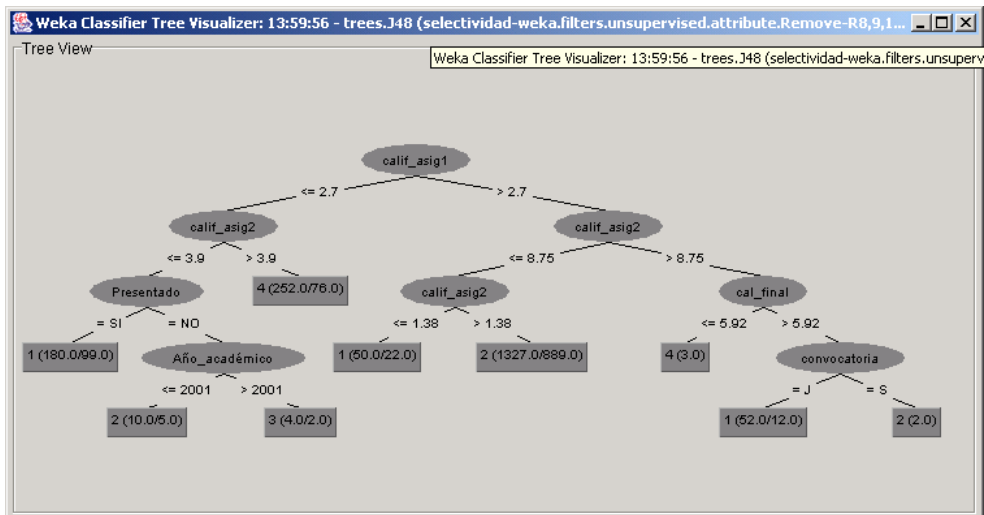 Weka Classifier Tree Visualizer: 13:59:56 - trees.J48 (selectividad-weka.filters.unsupervised.attribute.Remove-R8,9,1...
Tree View
Weka Classifier Tree Visualizer: 13:59:56 - trees.J48 (selectividad-weka.filters.unsuperv
calif_asig1
<= 2.7 > 2.7
calif_asig2 calif_asig2
<= 3.9 > 3.9 <= 8.75 > 8.75
Presentado 4 (252.0/76.0) calif_asig2 cal_final
= SI = NO <= 1.38 > 1.38 <= 5.92 > 5.92
1 (180.0/99.0) Año_académico 1 (50.0/22.0) 2 (1327.0/889.0) 4 (3.0) convocatoria
<= 2001 > 2001 = J = S
2 (10.0/5.0) 3 (4.0/2.0) 1 (52.0/12.0) 2 (2.0)